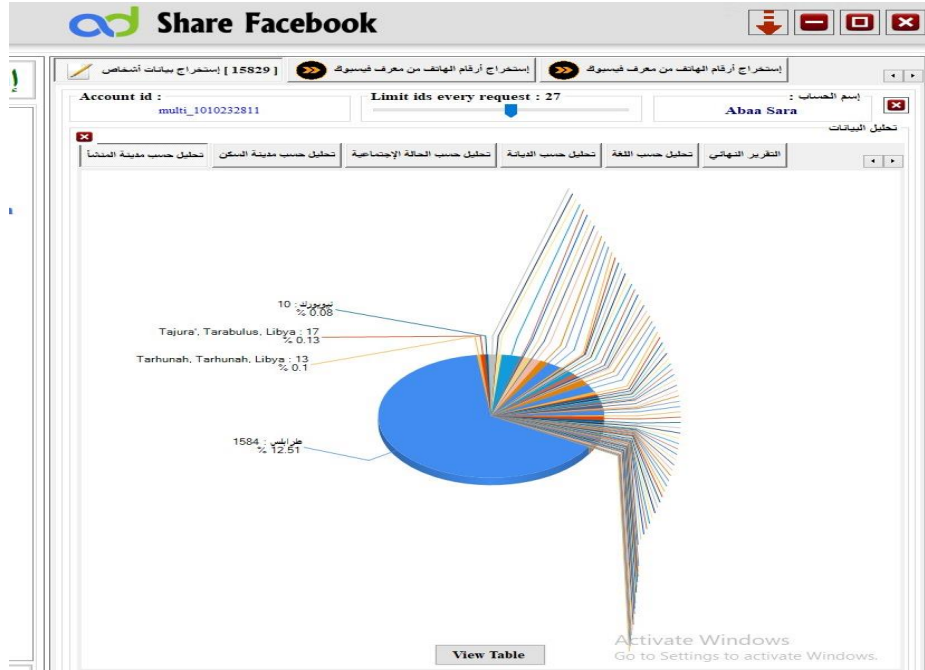 Share Facebook
إستخراج أرقام الهاتف من معرف فيسبوك
إستخراج أرقام الهاتف من معرف فيسبوك
إستخراج بيانات أشخاص [ 15829 ]
إسم الحساب :
Abaa Sara
Limit ids every request : 27
Account id :
multi_1010232811
تحليل البيانات
التقرير النهائي
تحليل حسب اللغة
تحليل حسب الديانة
تحليل حسب الحالة الإجتماعية
تحليل حسب مدينة السكن
تحليل حسب مدينة المنشأ
نيويورك : 10
% 0.08
Tajura', Tarabulus, Libya : 17
% 0.13
Tarhunah, Tarhunah, Libya : 13
% 0.1
طرابلس : 1584
% 12.51
View Table
Activate Windows
Go to Settings to activate Windows.